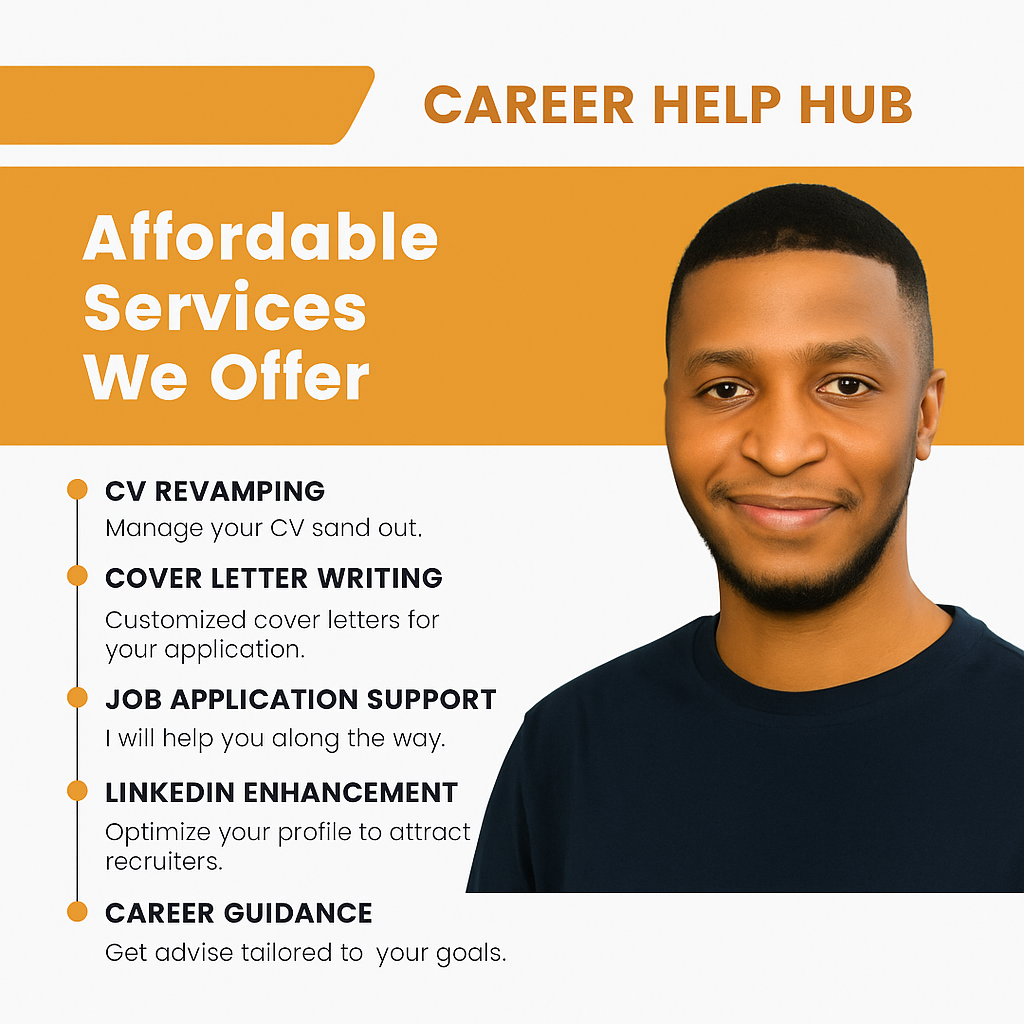 CAREER HELP HUB
Affordable
Services
We Offer
CV REVAMPING
Manage your CV sand out.
COVER LETTER WRITING
Customized cover letters for
your application.
JOB APPLICATION SUPPORT
I will help you along the way.
LINKEDIN ENHANCEMENT
Optimize your profile to attract
recruiters.
CAREER GUIDANCE
Get advise tailored to your goals.